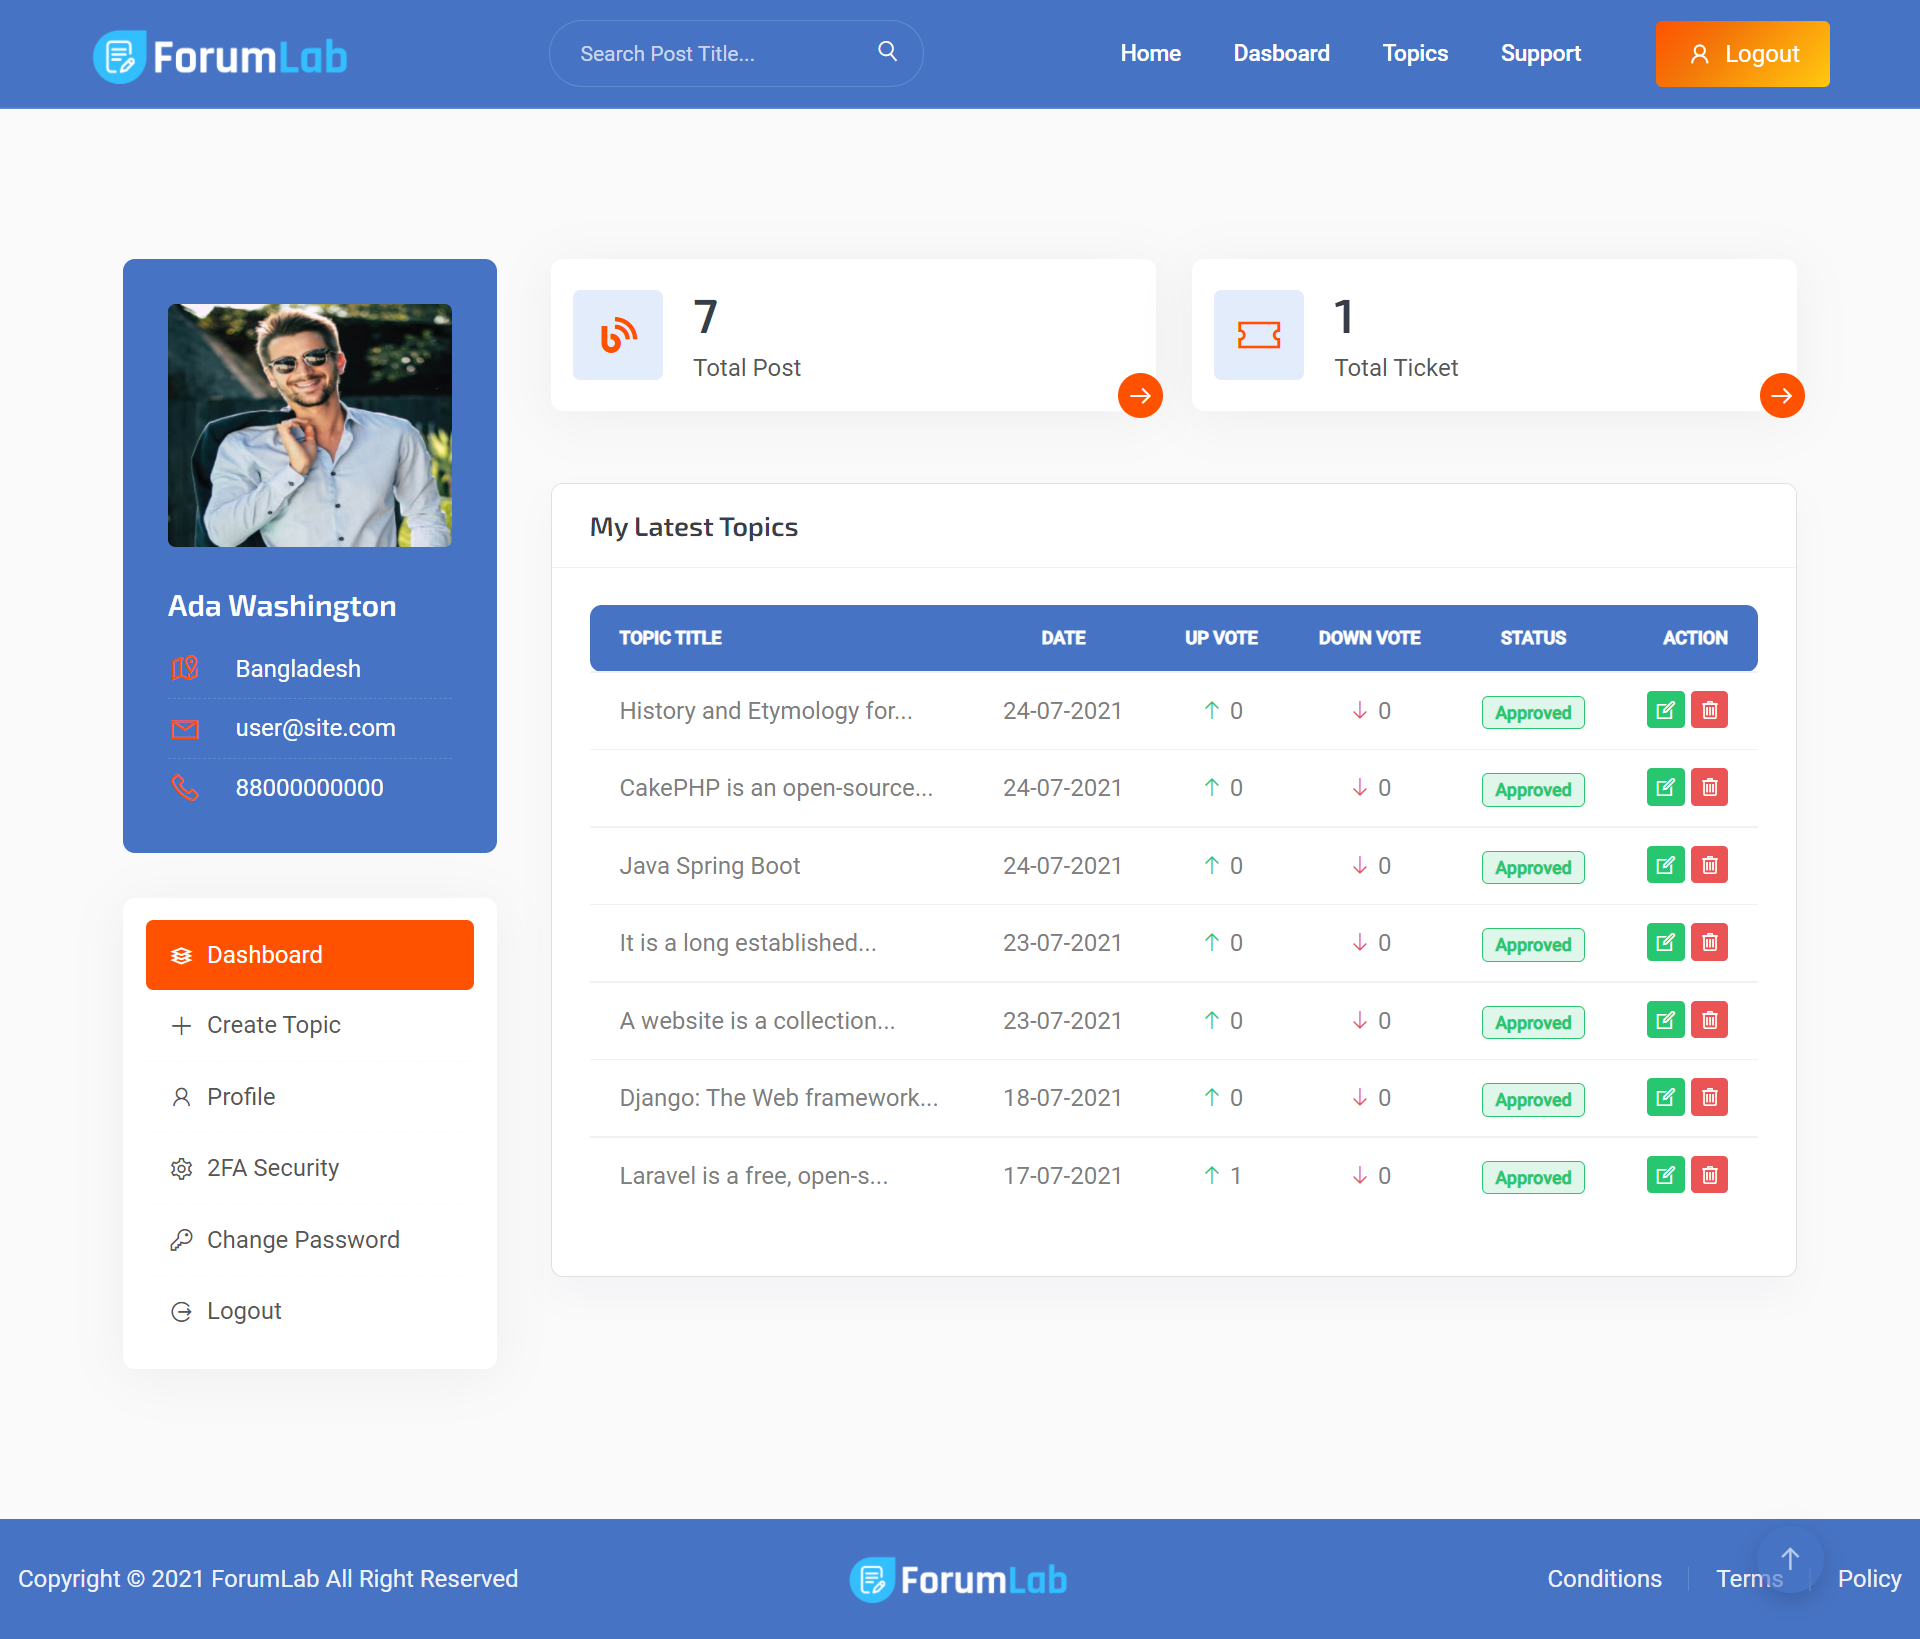 ForumLab
Search Post Title...
Home Dasboard Topics Support
Logout
7
Total Post
1
Total Ticket
Ada Washington
Bangladesh
user@site.com
88000000000
Dashboard
Create Topic
Profile
2FA Security
Change Password
Logout
My Latest Topics
TOPIC TITLE DATE UP VOTE DOWN VOTE STATUS ACTION
History and Etymology for... 24-07-2021 0 0 Approved
CakePHP is an open-source... 24-07-2021 0 0 Approved
Java Spring Boot 24-07-2021 0 0 Approved
It is a long established... 23-07-2021 0 0 Approved
A website is a collection... 23-07-2021 0 0 Approved
Django: The Web framework... 18-07-2021 0 0 Approved
Laravel is a free, open-s... 17-07-2021 1 0 Approved
Copyright © 2021 ForumLab All Right Reserved
ForumLab
Conditions Terms Policy